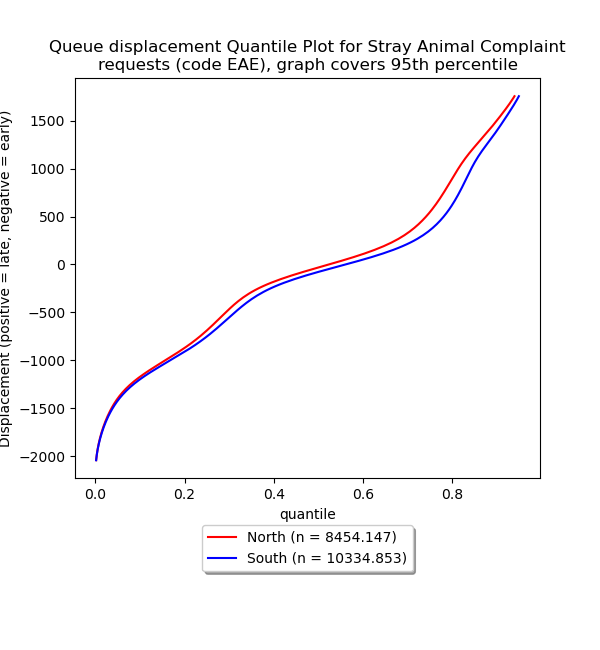 Queue displacement Quantile Plot for Stray Animal Complaint
requests (code EAE), graph covers 95th percentile
Displacement (positive = late, negative = early)
1500
1000
500
0
−500
−1000
−1500
−2000
0.0 0.2 0.4 0.6 0.8
quantile
North (n = 8454.147)
South (n = 10334.853)